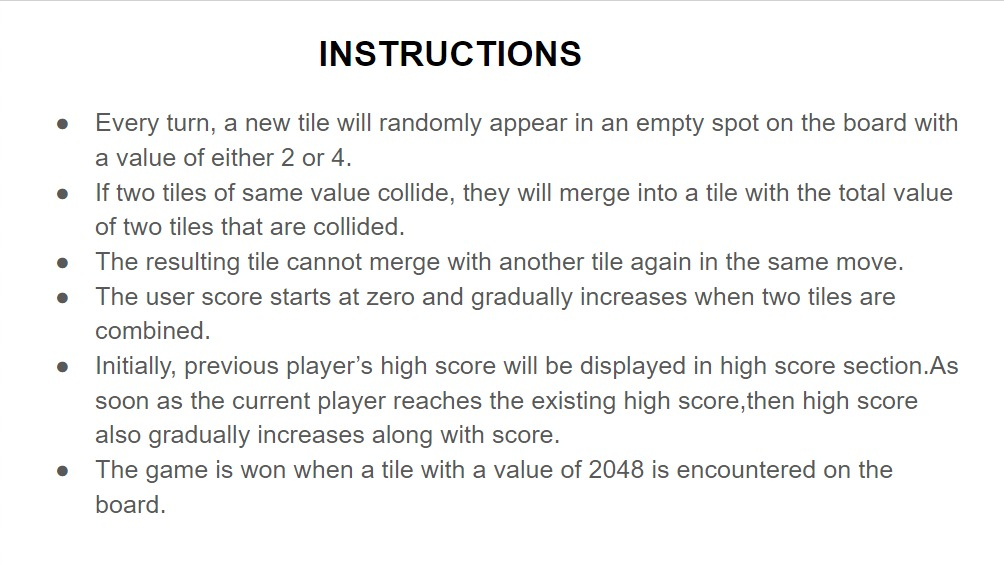 INSTRUCTIONS
● Every turn, a new tile will randomly appear in an empty spot on the board with
a value of either 2 or 4.
● If two tiles of same value collide, they will merge into a tile with the total value
of two tiles that are collided.
● The resulting tile cannot merge with another tile again in the same move.
● The user score starts at zero and gradually increases when two tiles are
combined.
● Initially, previous player’s high score will be displayed in high score section.As
soon as the current player reaches the existing high score,then high score
also gradually increases along with score.
● The game is won when a tile with a value of 2048 is encountered on the
board.